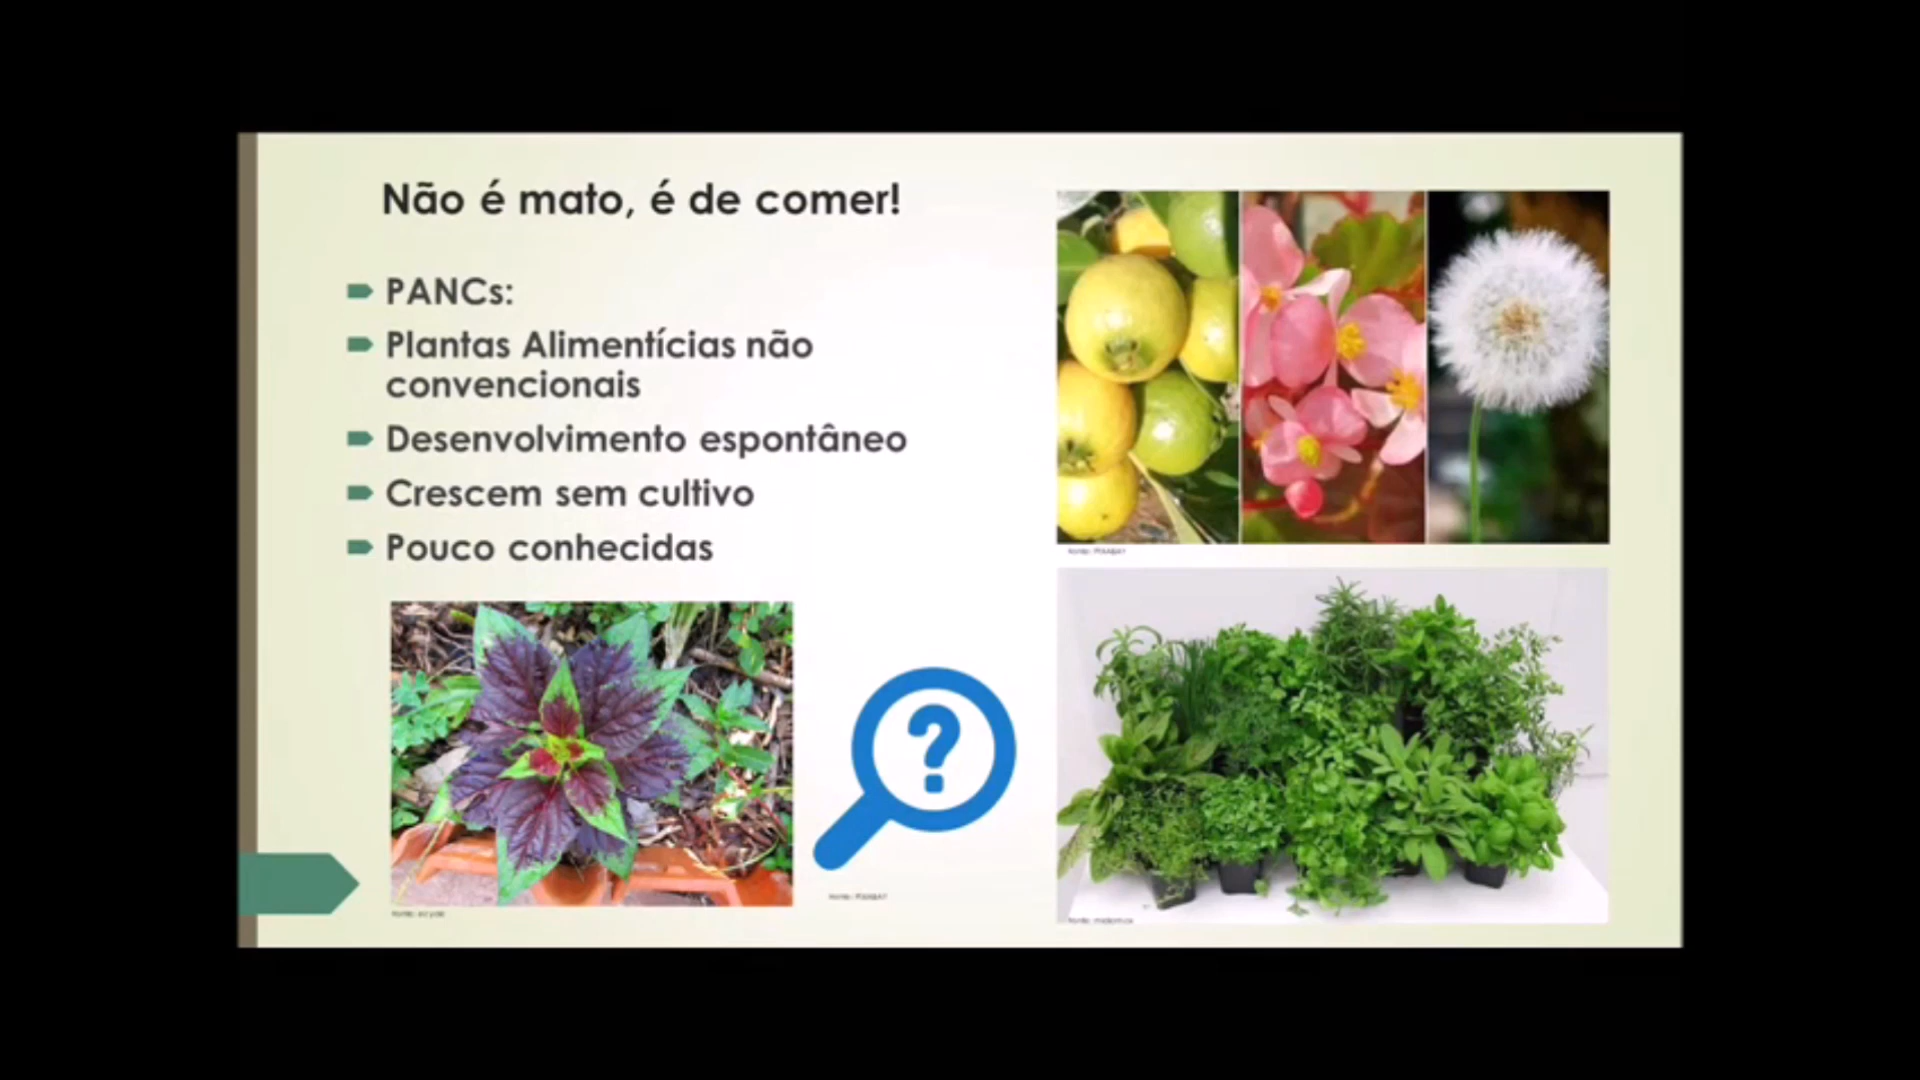 Não é mato, é de comer!
PANCs:
Plantas Alimentícias não
convencionais
Desenvolvimento espontâneo
Crescem sem cultivo
Pouco conhecidas
?